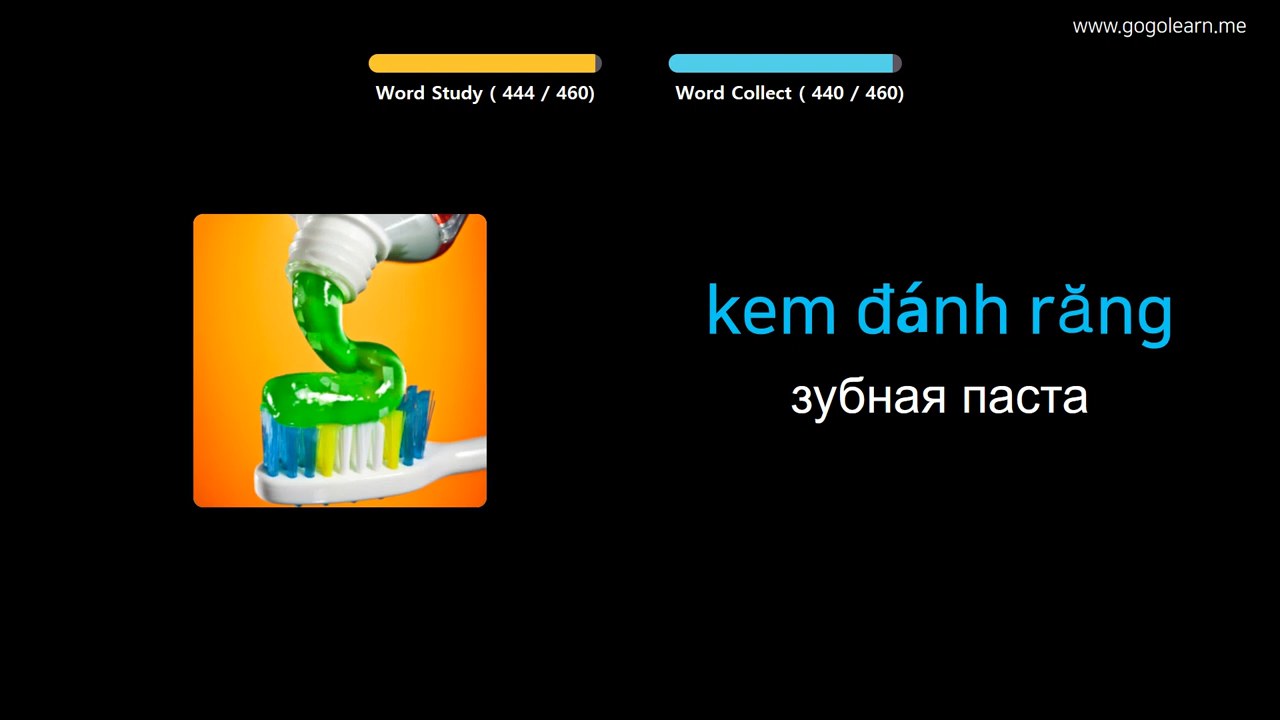 www.gogolearn.me
Word Study ( 444 / 460)
Word Collect ( 440 / 460)
kem đánh răng
зубная паста